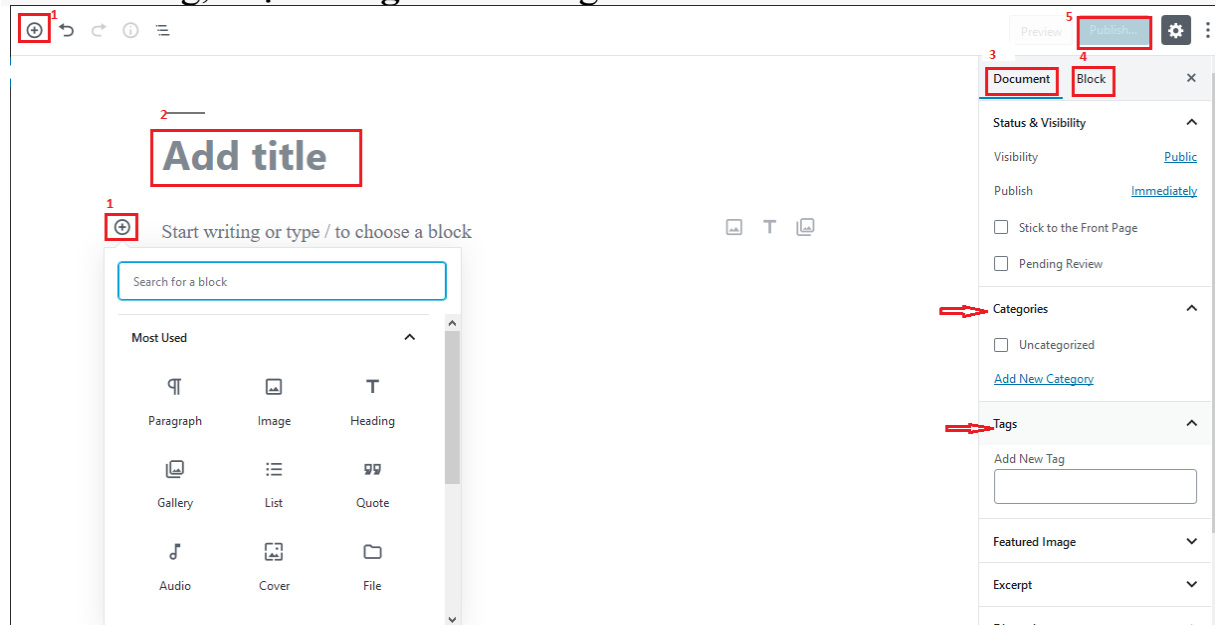 1
5
Preview
Publish...
3
4
Document
Block
Status & Visibility
Visibility
Public
Publish
Immediately
Stick to the Front Page
Pending Review
Categories
Uncategorized
Add New Category
Tags
Add New Tag
Featured Image
Excerpt
2
Add title
1
Start writing or type / to choose a block
Search for a block
Most Used
Paragraph
Image
Heading
Gallery
List
Quote
Audio
Cover
File